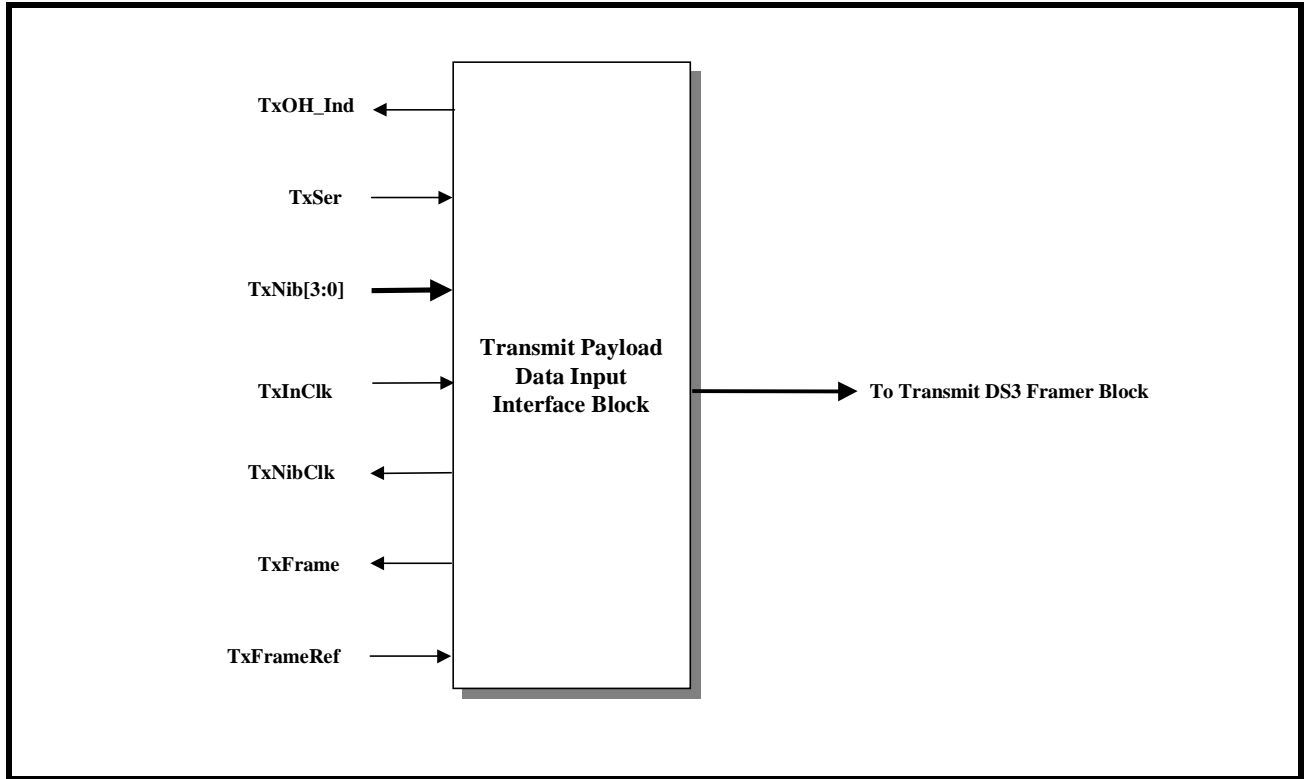 TxOH_Ind
TxSer
TxNib[3:0]
TxInClk
TxNibClk
TxFrame
TxFrameRef
Transmit Payload
Data Input
Interface Block
To Transmit DS3 Framer Block